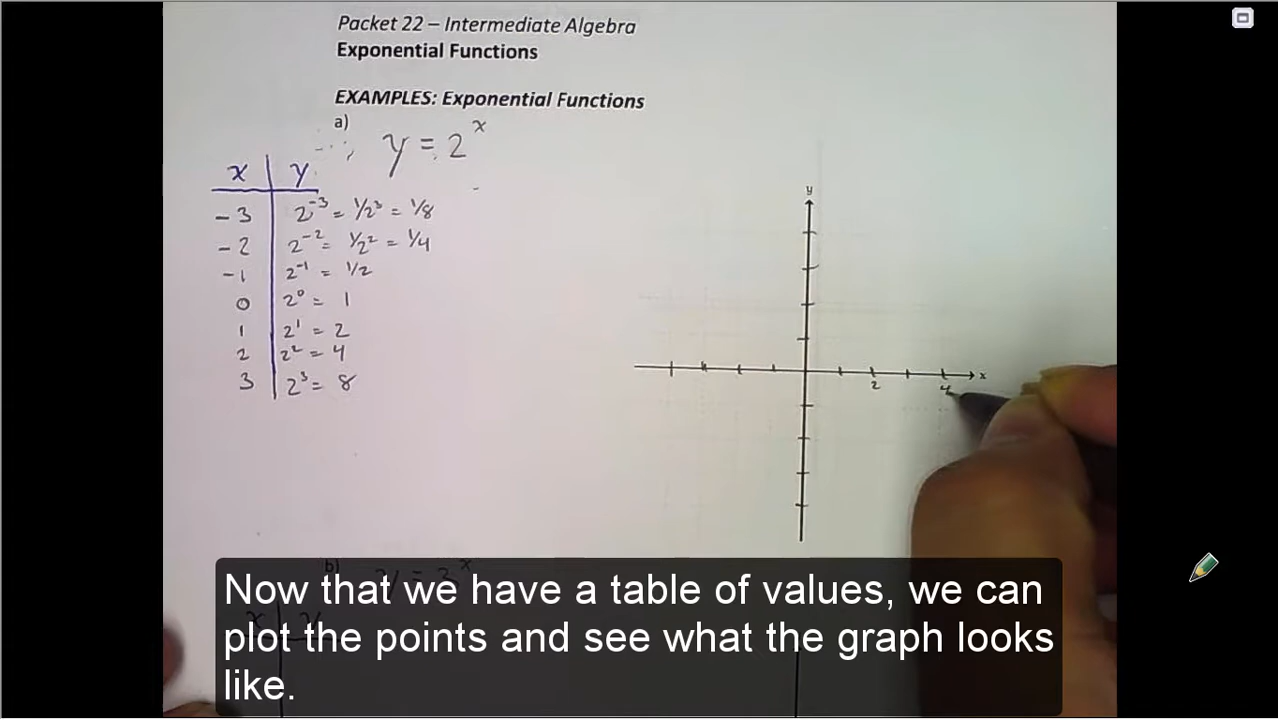 Packet 22 – Intermediate Algebra
Exponential Functions
EXAMPLES: Exponential Functions
a)
y = 2^x
x | y
-3 | 2^-3 = 1/2^3 = 1/8
-2 | 2^-2 = 1/2^2 = 1/4
-1 | 2^-1 = 1/2
0 | 2^0 = 1
1 | 2^1 = 2
2 | 2^2 = 4
3 | 2^3 = 8
y
x
2
4
b)
y = 3^x
x | y
Now that we have a table of values, we can
plot the points and see what the graph looks
like.